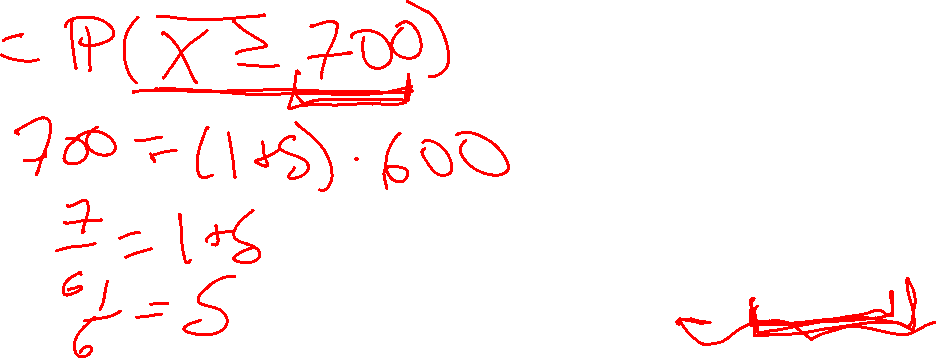 = ℙ(X ≥ 700)
700 = (1+δ)·600
7/6 = 1+δ
1/6 = δ